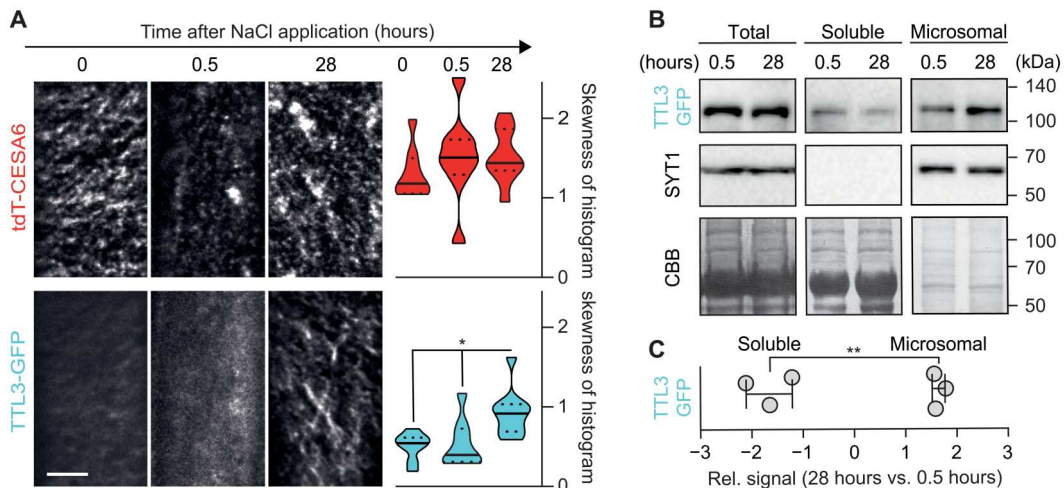 A
Time after NaCl application (hours)
0 0.5 28
0 0.5 28
tdT-CESA6
2
1
0
Skewness of histogram
TTL3-GFP
*
2
1
0
skewness of histogram
B
Total Soluble Microsomal
(hours) 0.5 28 0.5 28 0.5 28 (kDa)
TTL3
GFP
140
100
SYT1
70
50
CBB
100
70
50
C
Soluble ** Microsomal
TTL3
GFP
−3 −2 −1 0 1 2 3
Rel. signal (28 hours vs. 0.5 hours)